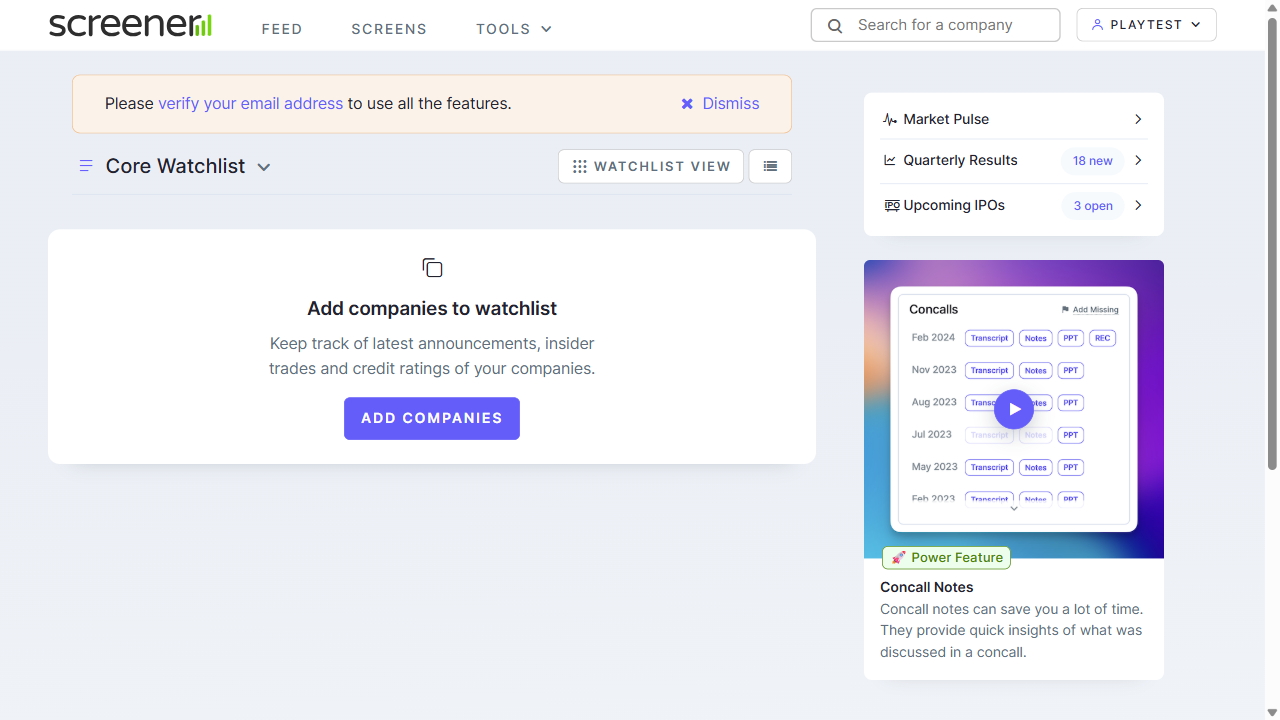 screener
FEED
SCREENS
TOOLS
Search for a company
PLAYTEST
Please verify your email address to use all the features.
Dismiss
Core Watchlist
WATCHLIST VIEW
Add companies to watchlist
Keep track of latest announcements, insider
trades and credit ratings of your companies.
ADD COMPANIES
Market Pulse
Quarterly Results
18 new
IPO
Upcoming IPOs
3 open
Concalls
Add Missing
Feb 2024 Transcript Notes PPT REC
Nov 2023 Transcript Notes PPT
Aug 2023 PPT
Jul 2023 Transcript Notes PPT
May 2023 Transcript Notes PPT
Feb 2023 Transcript Notes PPT
Power Feature
Concall Notes
Concall notes can save you a lot of time.
They provide quick insights of what was
discussed in a concall.